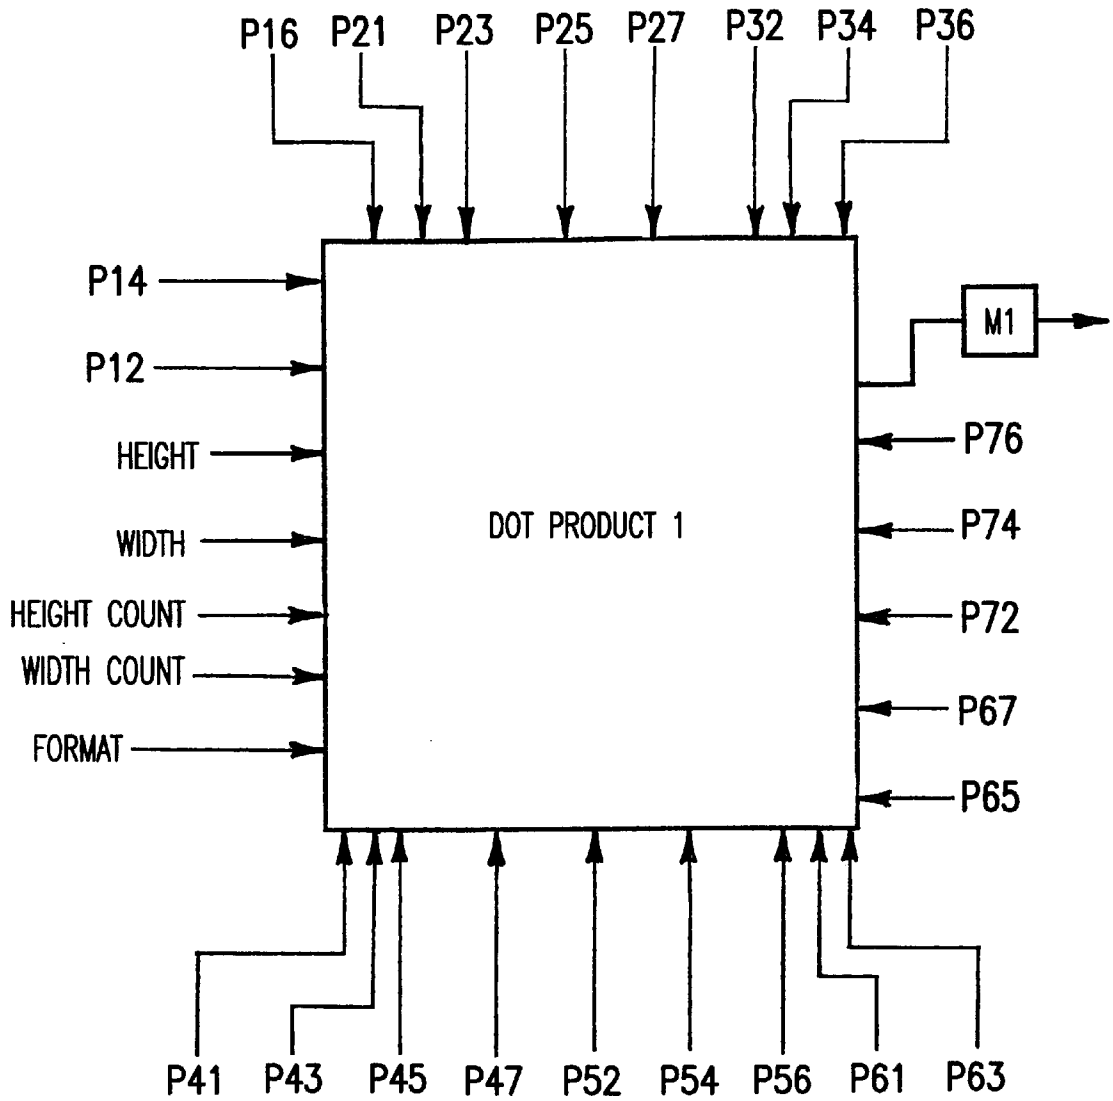 P16 P21 P23 P25 P27 P32 P34 P36
P14
M1
P12
P76
HEIGHT
DOT PRODUCT 1
P74
WIDTH
HEIGHT COUNT
P72
WIDTH COUNT
P67
FORMAT
P65
P41 P43 P45 P47 P52 P54 P56 P61 P63